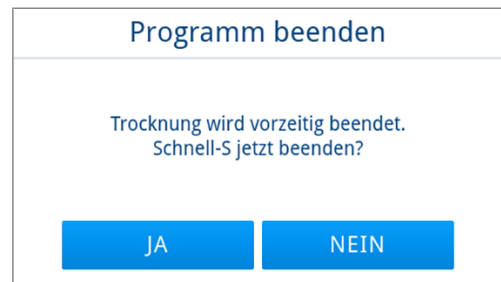 Programm beenden
Trocknung wird vorzeitig beendet.
Schnell-S jetzt beenden?
JA
NEIN